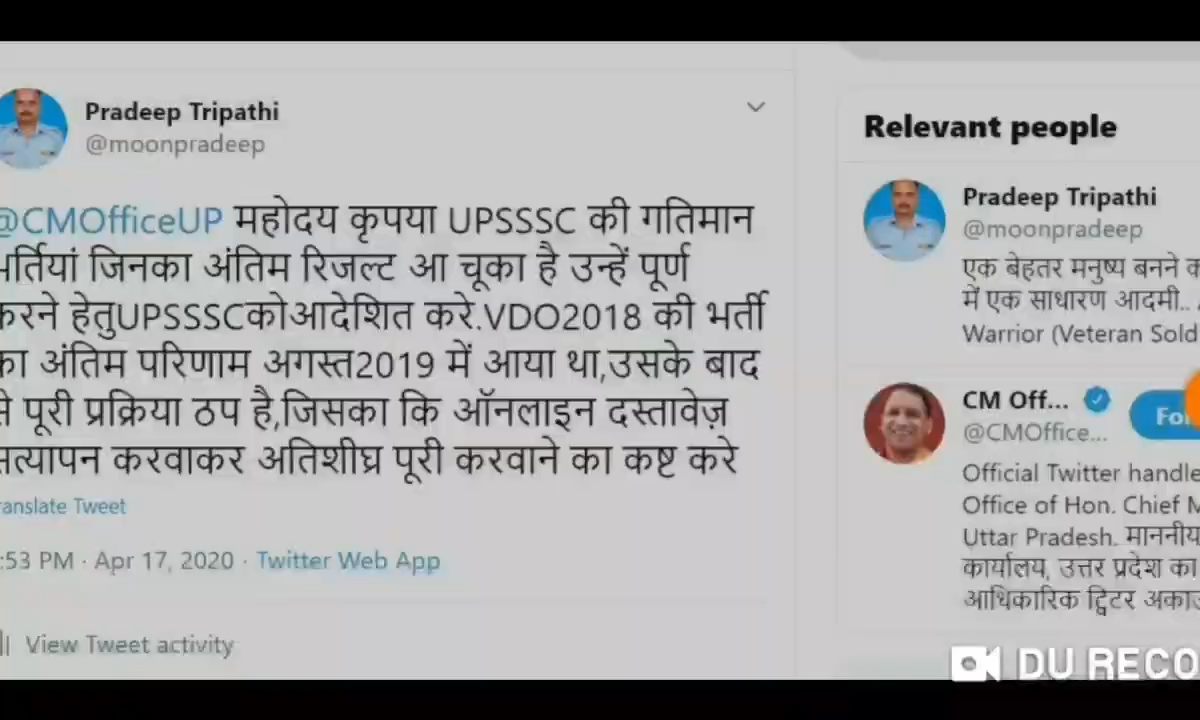 Pradeep Tripathi
@moonpradeep
@CMOfficeUP महोदय कृपया UPSSSC की गतिमान
भर्तियां जिनका अंतिम रिजल्ट आ चूका है उन्हें पूर्ण
करने हेतुUPSSSCकोआदेशित करे.VDO2018 की भर्ती
का अंतिम परिणाम अगस्त2019 में आया था,उसके बाद
से पूरी प्रक्रिया ठप है,जिसका कि ऑनलाइन दस्तावेज़
सत्यापन करवाकर अतिशीघ्र पूरी करवाने का कष्ट करे
ranslate Tweet
:53 PM · Apr 17, 2020 · Twitter Web App
View Tweet activity
Relevant people
Pradeep Tripathi
@moonpradeep
एक बेहतर मनुष्य बनने
में एक साधारण आदमी..
Warrior (Veteran Sold
CM Off...
@CMOffice...
Fo
Official Twitter handle
Office of Hon. Chief M
Uttar Pradesh. माननीय
कार्यालय, उत्तर प्रदेश का
आधिकारिक ट्विटर अकाउ
DU RECO